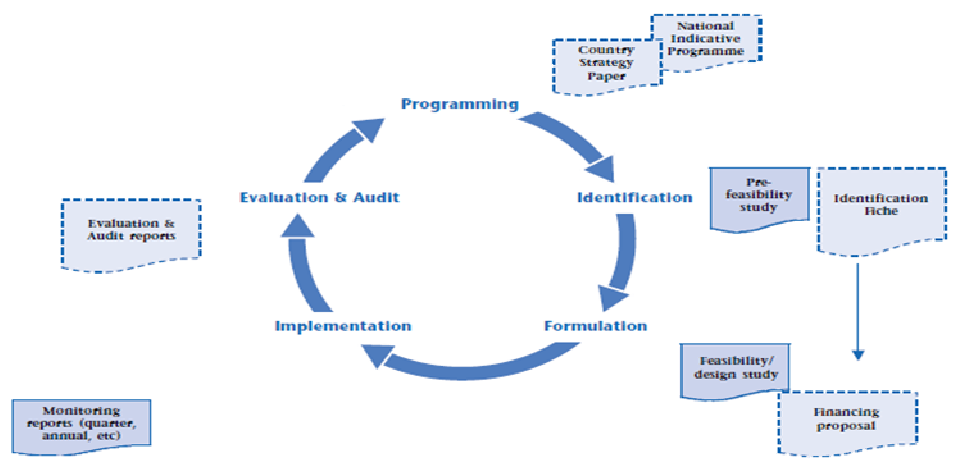 National
Indicative
Programme
Country
Strategy
Paper
Programming
Evaluation & Audit
Identification
Pre-
feasibility
study
Identification
Fiche
Evaluation &
Audit reports
Implementation
Formulation
Feasibility/
design study
Monitoring
reports (quarter,
annual, etc)
Financing
proposal